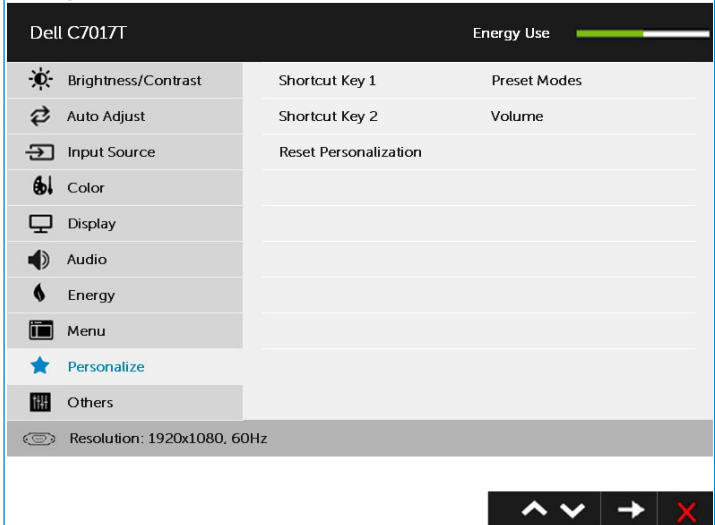 Dell C7017T Energy Use
Brightness/Contrast Shortcut Key 1 Preset Modes
Auto Adjust Shortcut Key 2 Volume
Input Source Reset Personalization
Color
Display
Audio
Energy
Menu
Personalize
Others
Resolution: 1920x1080, 60Hz